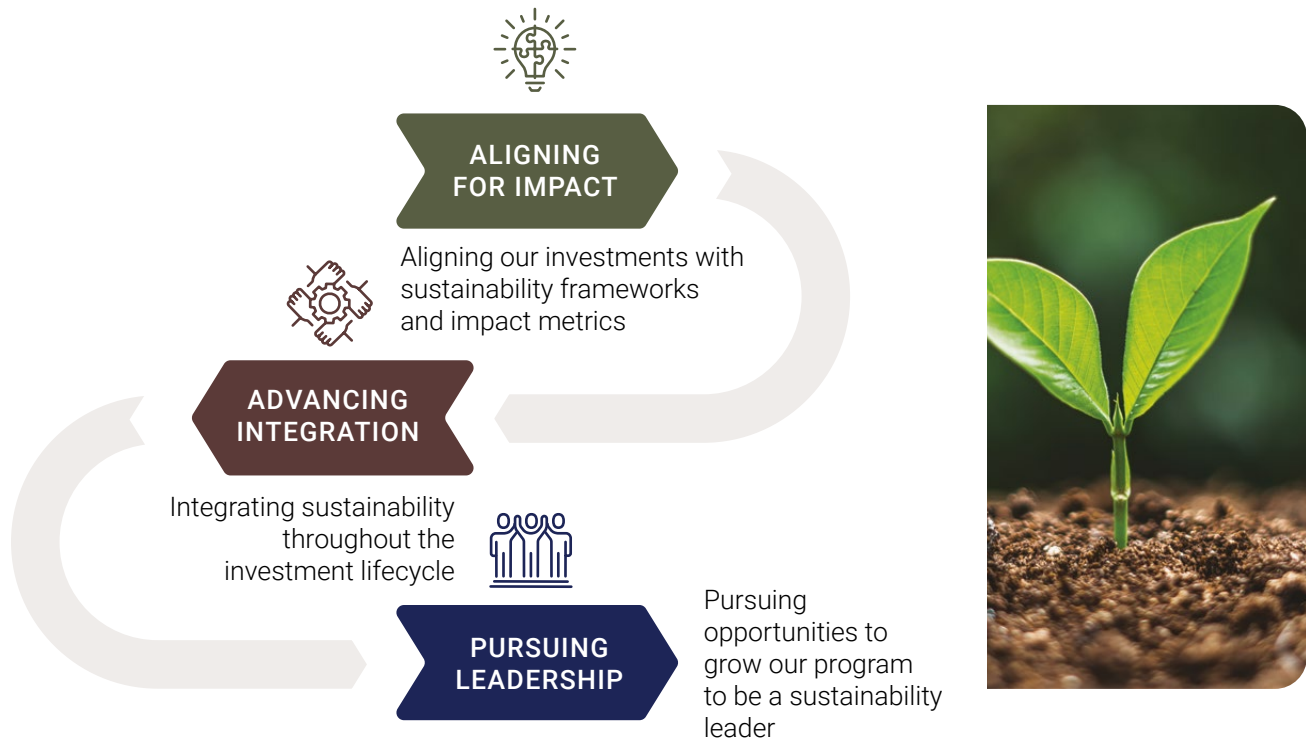 ALIGNING
FOR IMPACT
Aligning our investments with
sustainability frameworks
and impact metrics
ADVANCING
INTEGRATION
Integrating sustainability
throughout the
investment lifecycle
PURSUING
LEADERSHIP
Pursuing
opportunities to
grow our program
to be a sustainability
leader